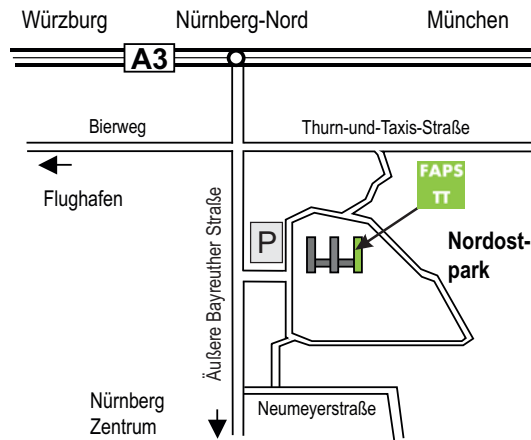 Würzburg
Nürnberg-Nord
München
A3
Bierweg
Thurn-und-Taxis-Straße
Flughafen
FAPS
TT
P
Nordost-
park
Äußere Bayreuther Straße
Nürnberg
Zentrum
Neumeyerstraße